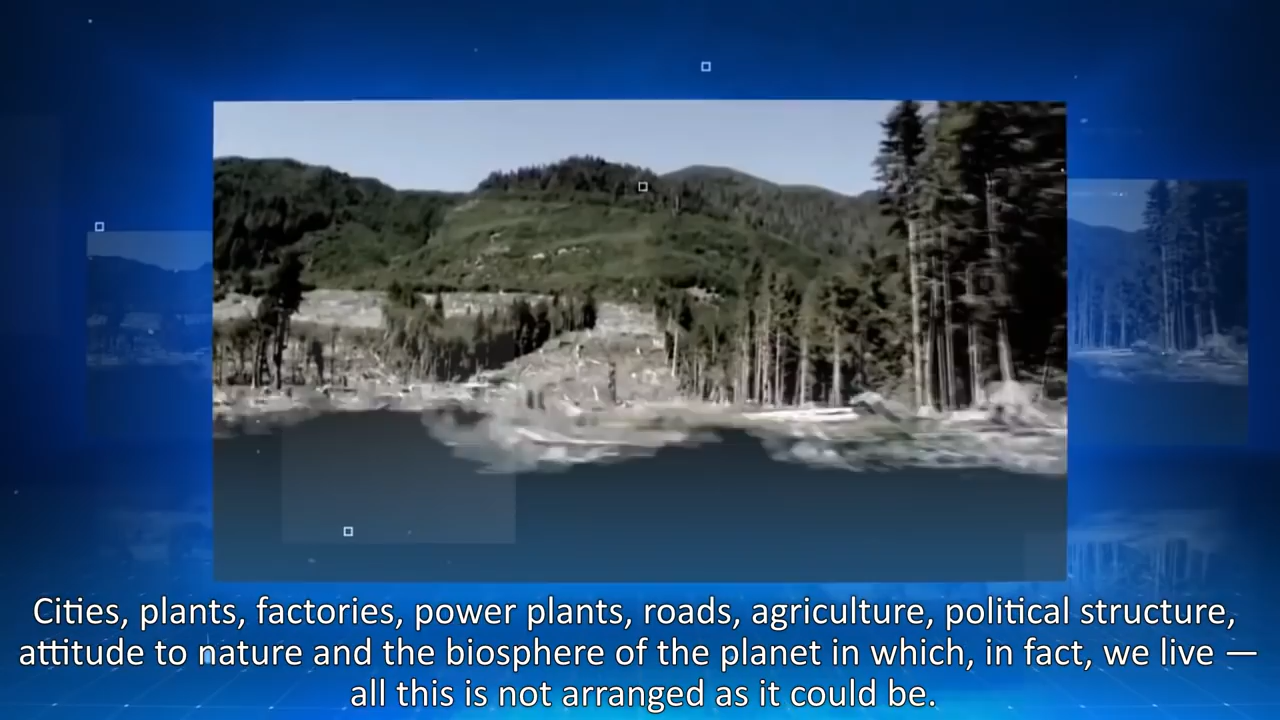 Cities, plants, factories, power plants, roads, agriculture, political structure,
attitude to nature and the biosphere of the planet in which, in fact, we live —
all this is not arranged as it could be.